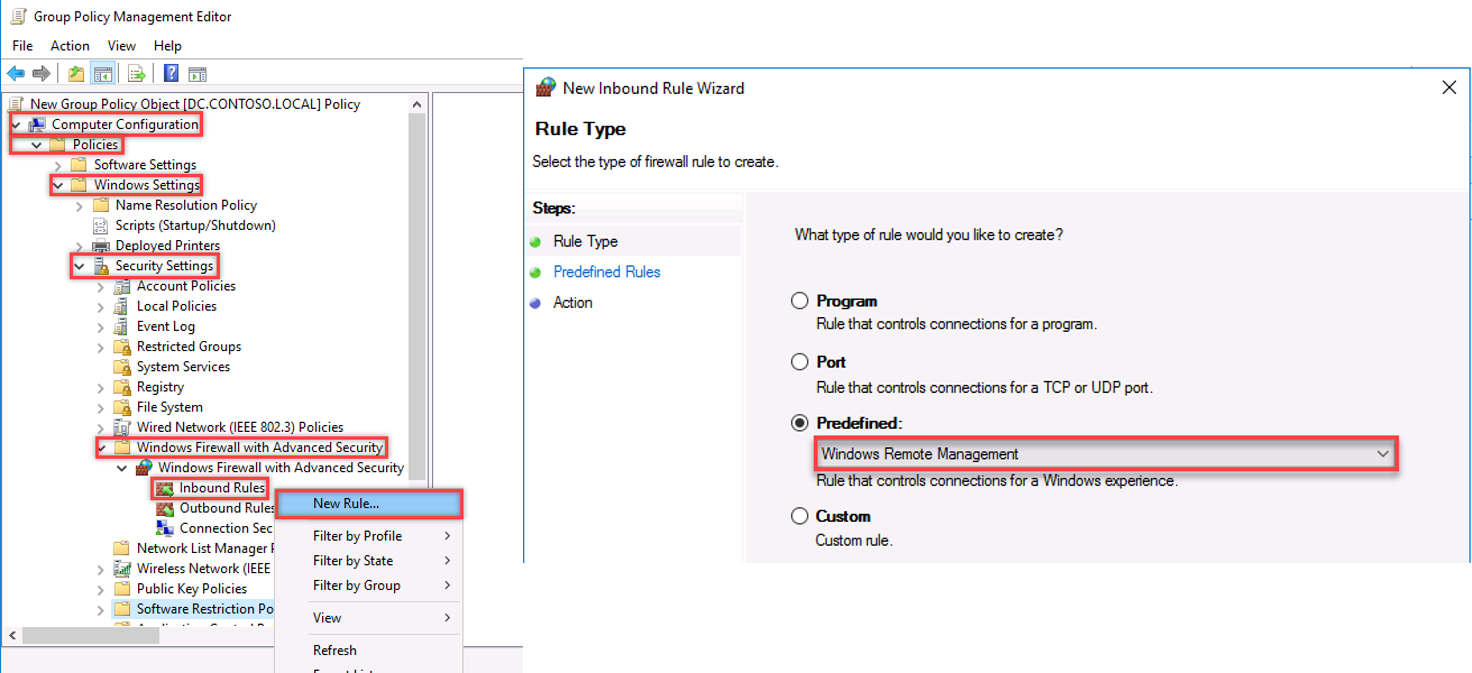 Group Policy Management Editor
File Action View Help
New Group Policy Object [DC.CONTOSO.LOCAL] Policy
Computer Configuration
Policies
Software Settings
Windows Settings
Name Resolution Policy
Scripts (Startup/Shutdown)
Deployed Printers
Security Settings
Account Policies
Local Policies
Event Log
Restricted Groups
System Services
Registry
File System
Wired Network (IEEE 802.3) Policies
Windows Firewall with Advanced Security
Windows Firewall with Advanced Security
Inbound Rules
Outbound Rules
Connection Sec
Network List Manager P
Wireless Network (IEEE
Public Key Policies
Software Restriction Po
New Rule...
Filter by Profile
Filter by State
Filter by Group
View
Refresh
New Inbound Rule Wizard
Rule Type
Select the type of firewall rule to create.
Steps:
Rule Type
Predefined Rules
Action
What type of rule would you like to create?
Program
Rule that controls connections for a program.
Port
Rule that controls connections for a TCP or UDP port.
Predefined:
Windows Remote Management
Rule that controls connections for a Windows experience.
Custom
Custom rule.